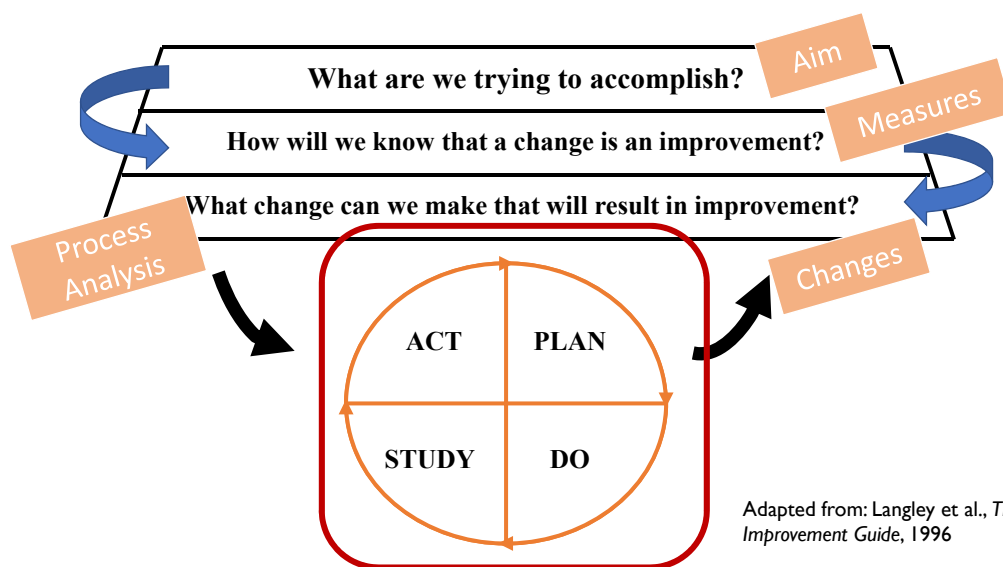 What are we trying to accomplish?
Aim
How will we know that a change is an improvement?
Measures
What change can we make that will result in improvement?
Process
Analysis
Changes
ACT
PLAN
STUDY
DO
Adapted from: Langley et al.,
Improvement Guide, 1996